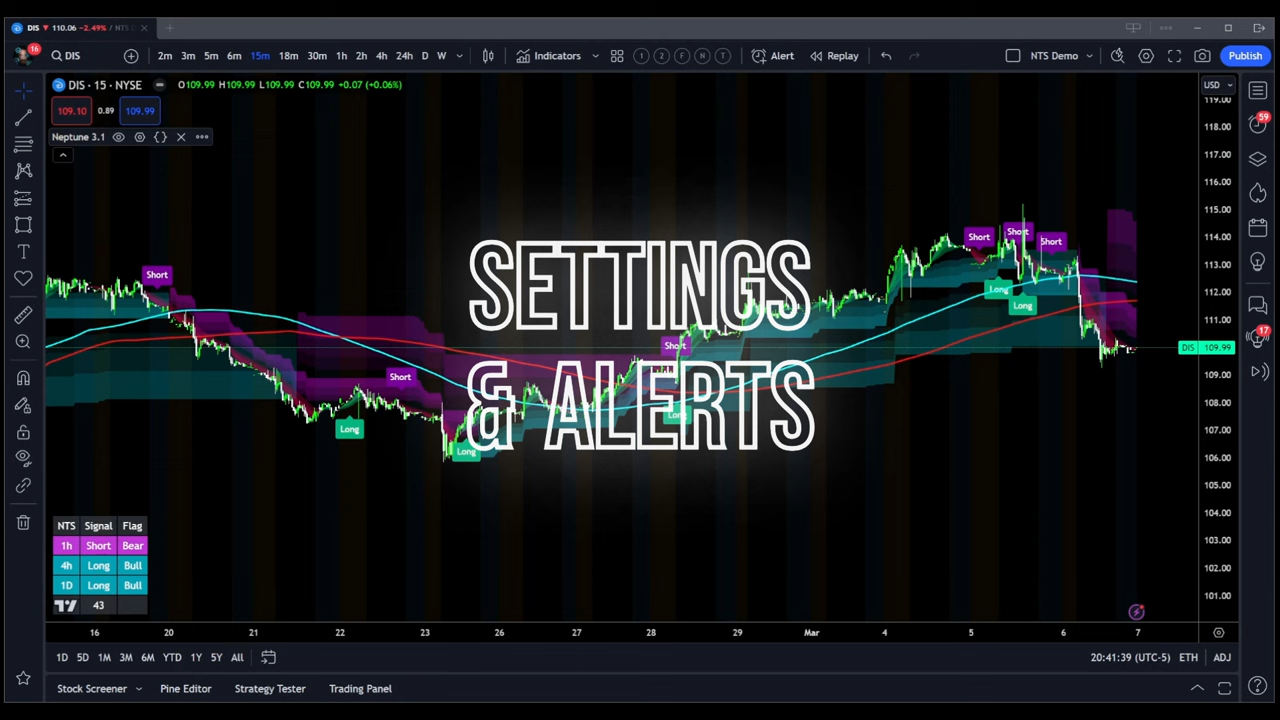 DIS ▼ 110.06 −2.49% / NTS D
16
DIS
2m 3m 5m 6m 15m 18m 30m 1h 2h 4h 24h D W
Indicators
1 2 F N T
Alert
Replay
NTS Demo
Publish
DIS · 15 · NYSE
O109.99 H109.99 L109.99 C109.99 +0.07 (+0.06%)
USD
109.10 0.89 109.99
Neptune 3.1
119.00
118.00
117.00
116.00
115.00
114.00
113.00
112.00
111.00
DIS 109.99
109.00
108.00
107.00
106.00
105.00
104.00
103.00
102.00
101.00
59
17
Short
Short
Short
Short
Short
Short
Long
Long
Long
Long
Long
SETTINGS
& ALERTS
NTS Signal Flag
1h Short Bear
4h Long Bull
1D Long Bull
43
16 20 21 22 23 26 27 28 29 Mar 4 5 6 7
1D 5D 1M 3M 6M YTD 1Y 5Y All
20:41:39 (UTC-5) ETH ADJ
Stock Screener Pine Editor Strategy Tester Trading Panel